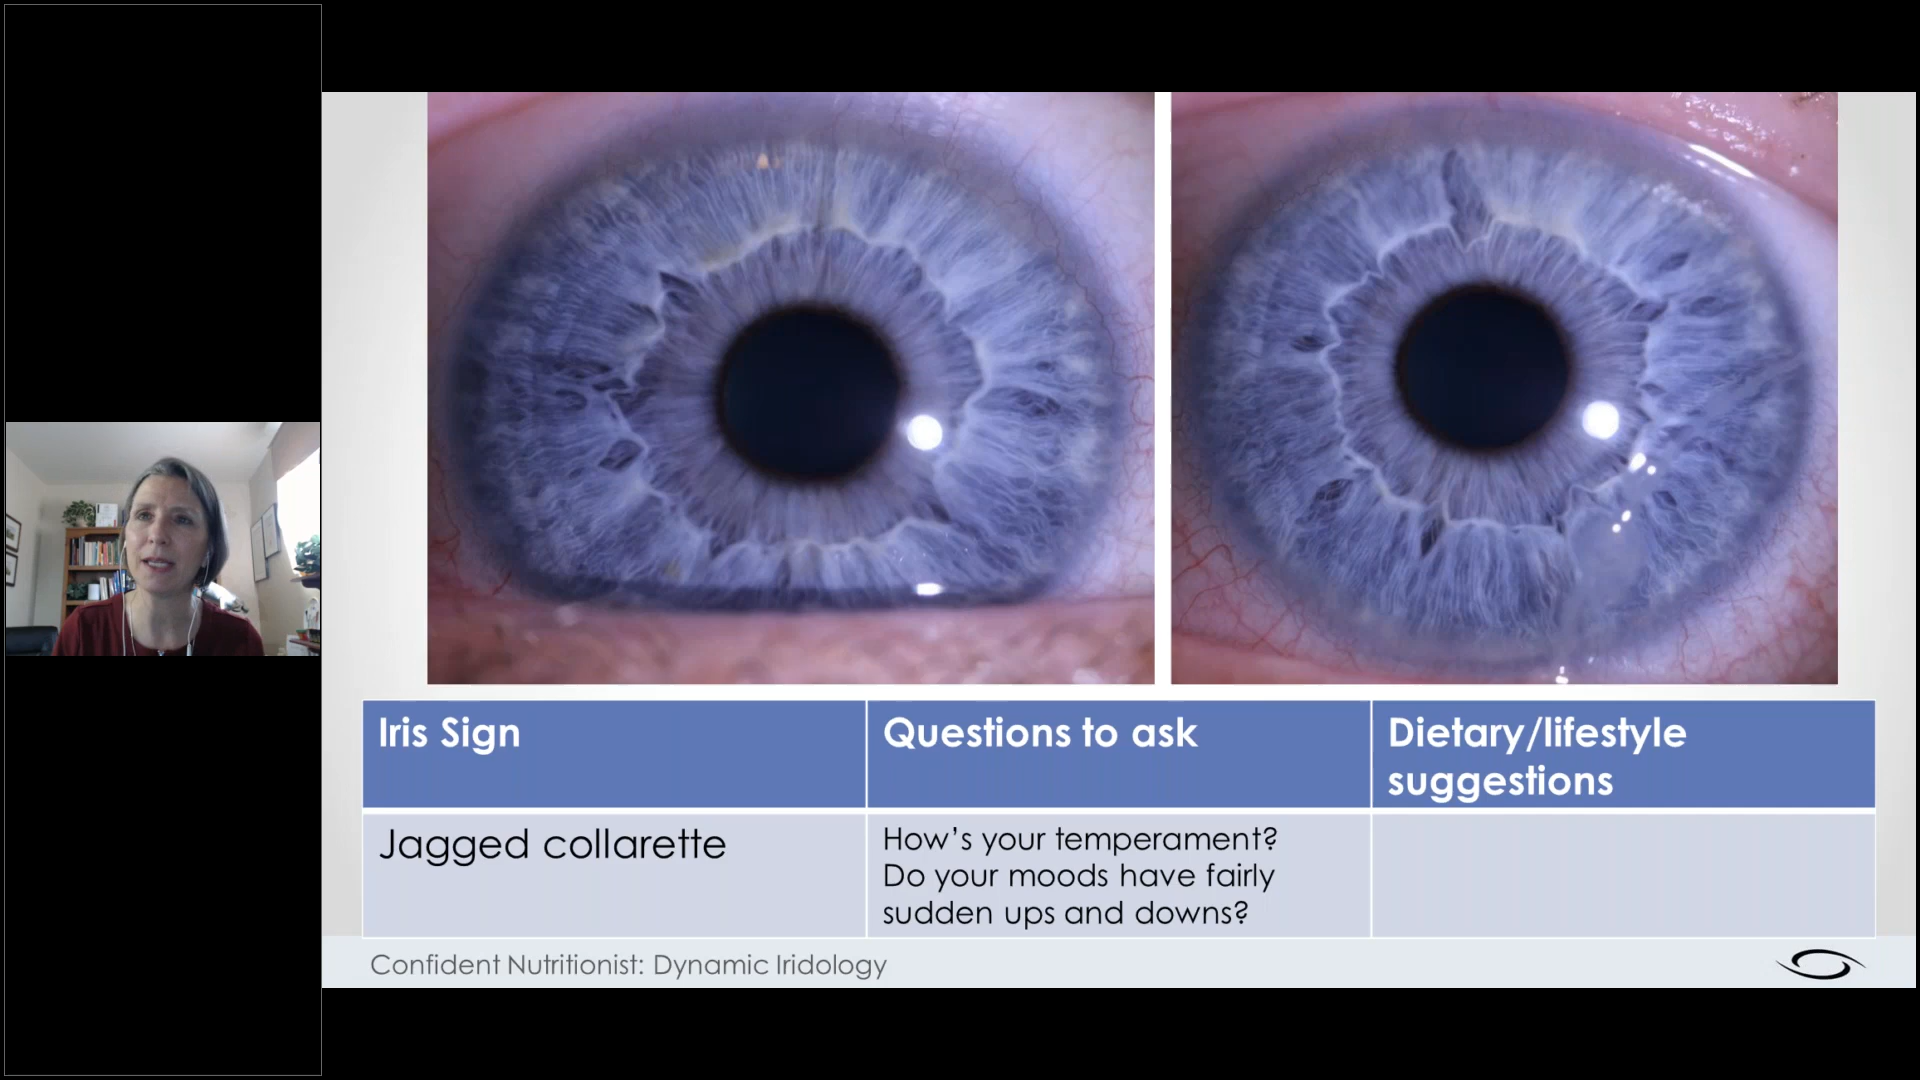 Iris Sign
Questions to ask
Dietary/lifestyle
suggestions
Jagged collarette
How's your temperament?
Do your moods have fairly
sudden ups and downs?
Confident Nutritionist: Dynamic Iridology